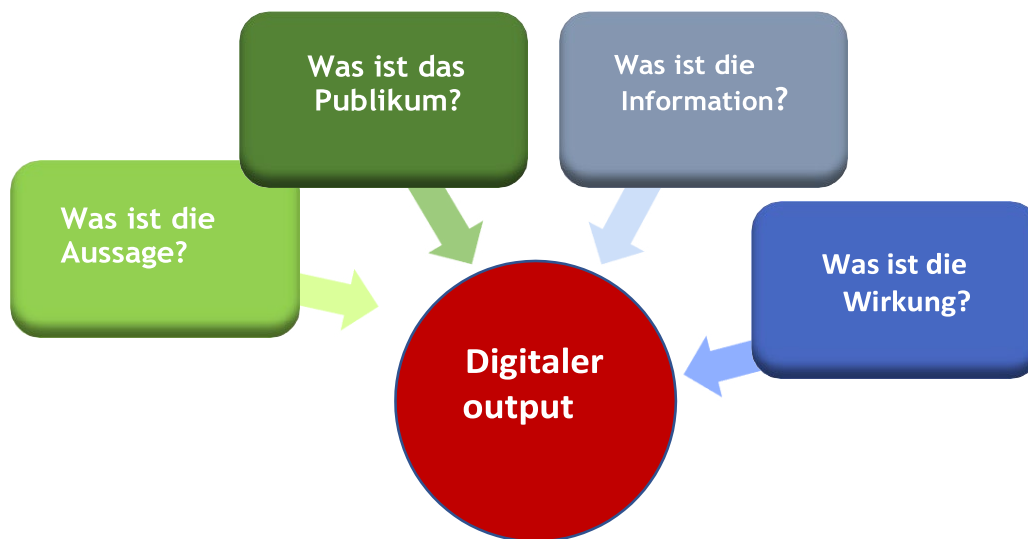 Was ist das
Publikum?
Was ist die
Information?
Was ist die
Aussage?
Was ist die
Wirkung?
Digitaler
output